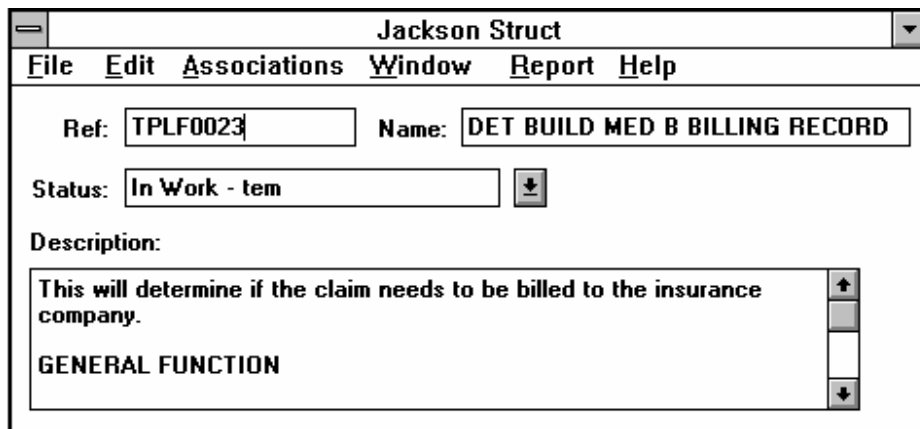 Jackson Struct
File Edit Associations Window Report Help
Ref: TPLF0023 Name: DET BUILD MED B BILLING RECORD
Status: In Work - tem
Description:
This will determine if the claim needs to be billed to the insurance
company.
GENERAL FUNCTION